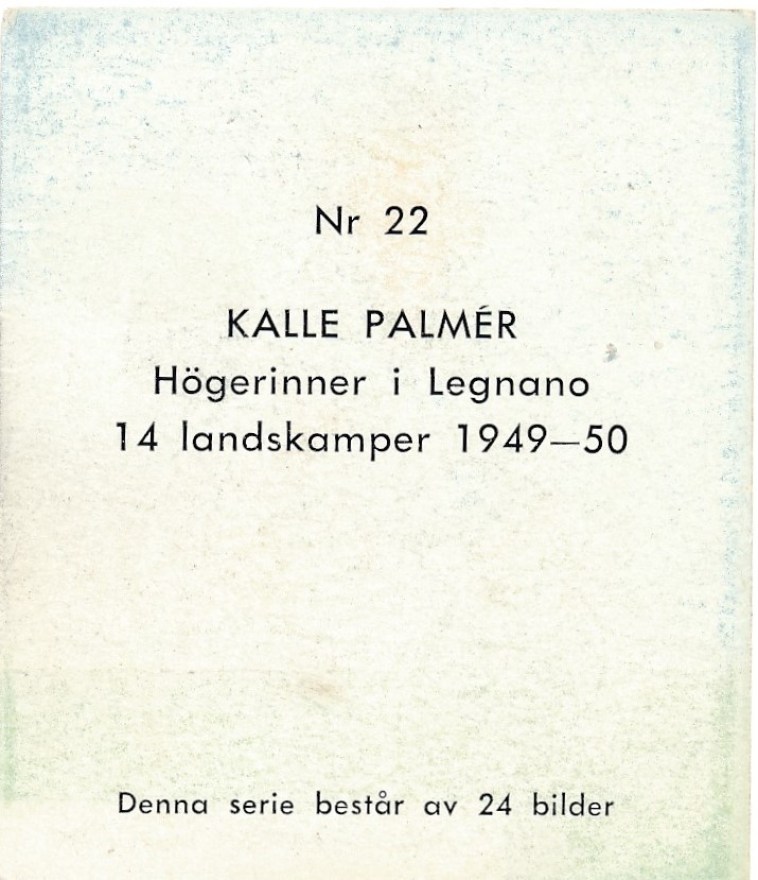 Nr 22
KALLE PALMÉR
Högerinner i Legnano
14 landskamper 1949—50
Denna serie består av 24 bilder